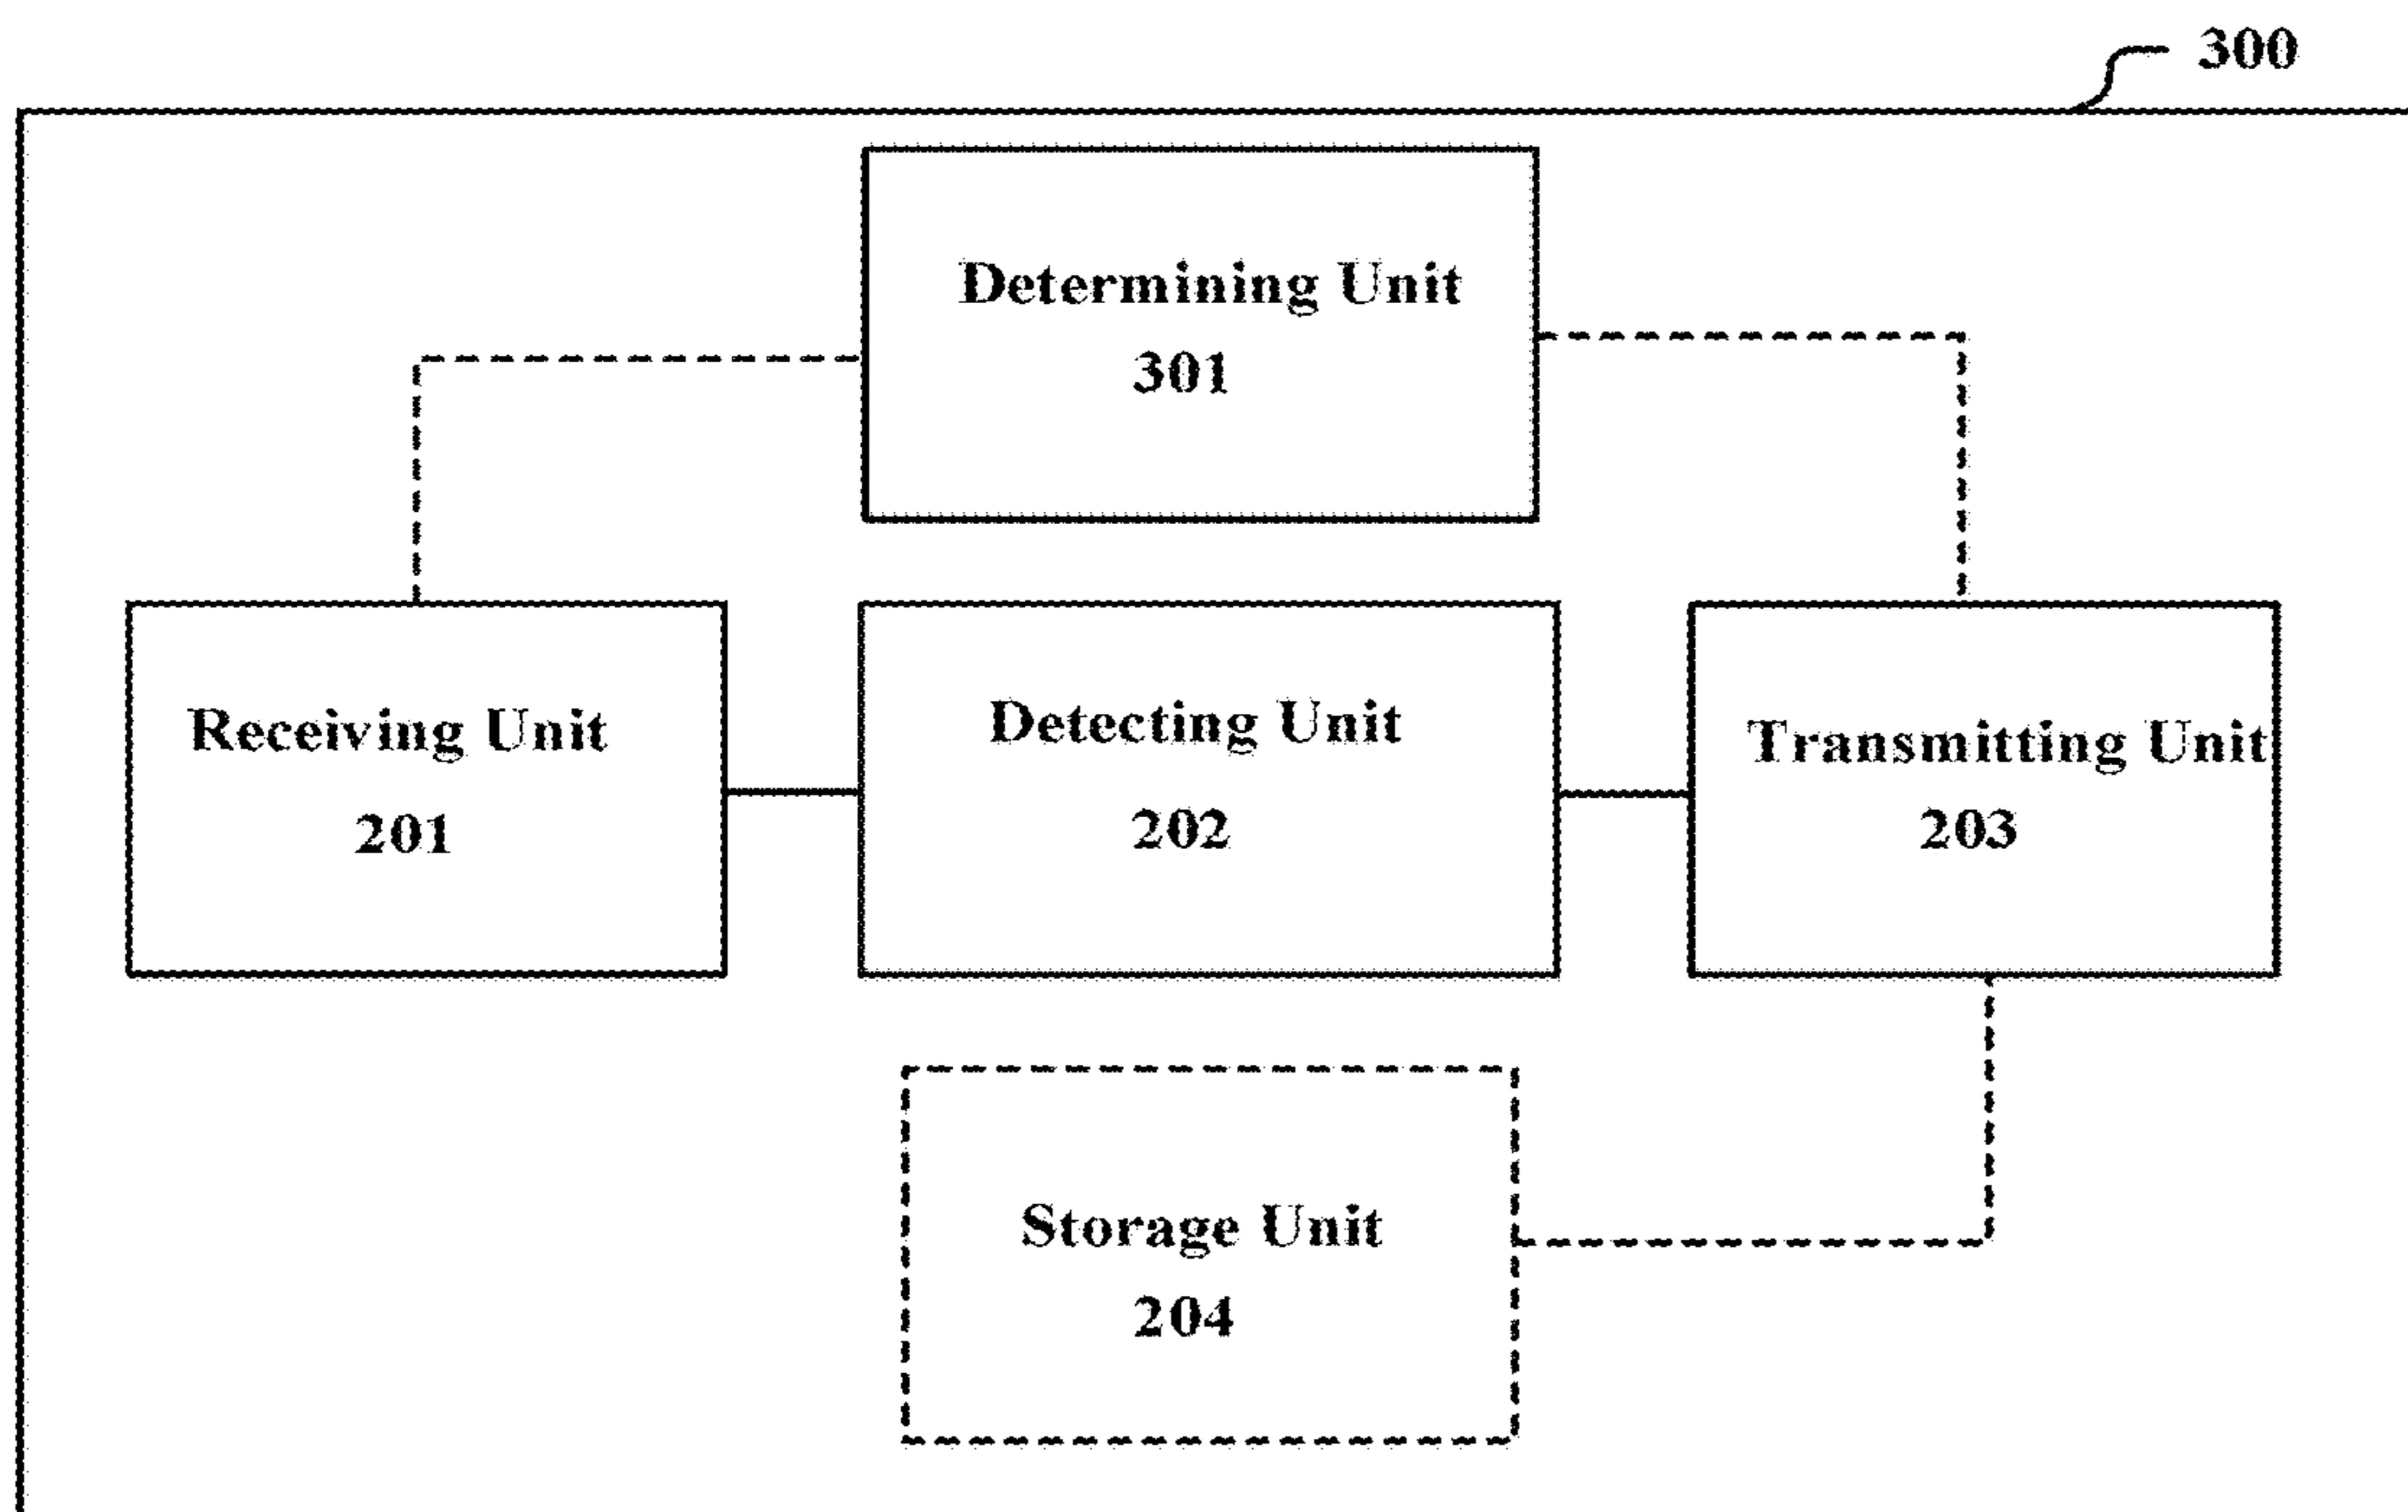 300
Determining Unit
301
Receiving Unit
201
Detecting Unit
202
Transmitting Unit
203
Storage Unit
204